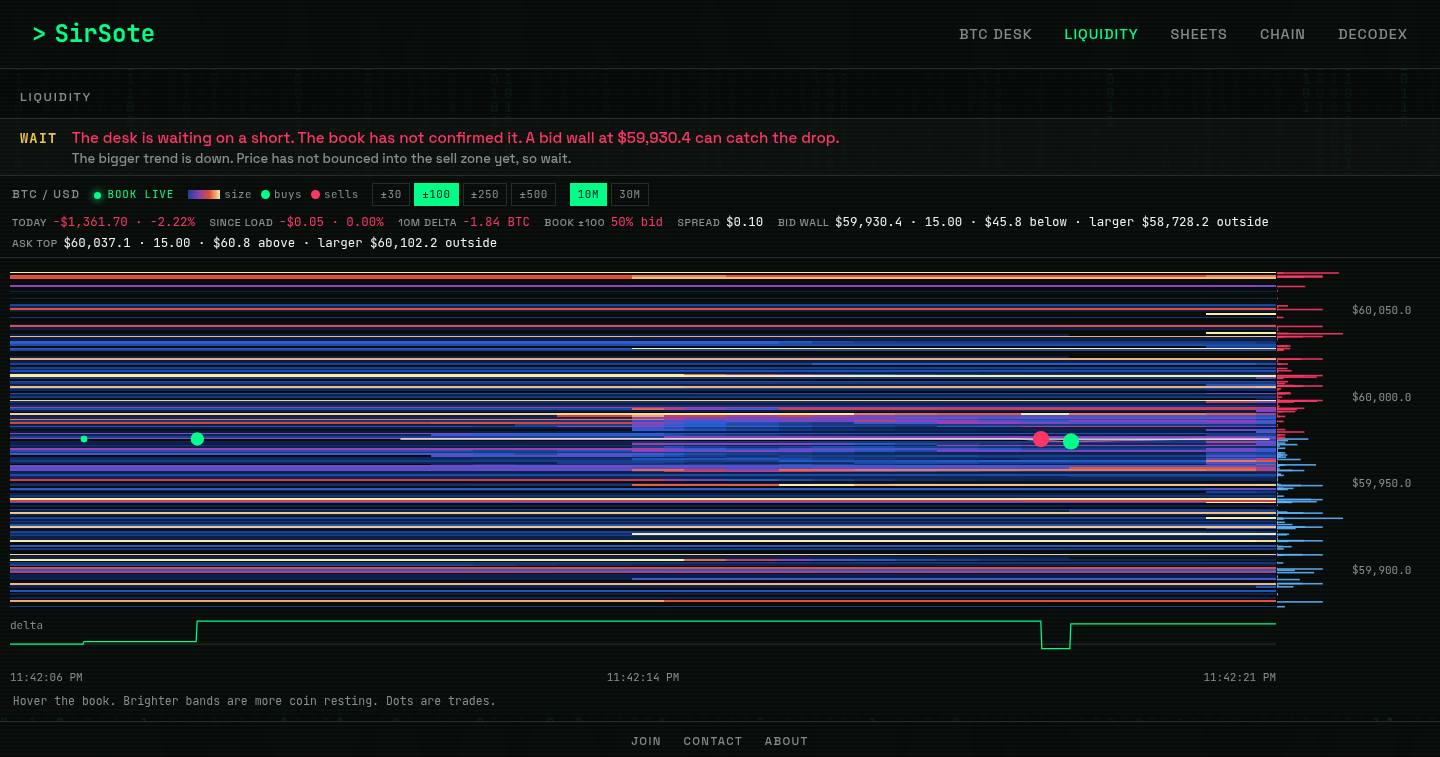 > SirSote
BTC DESK LIQUIDITY SHEETS CHAIN DECODEX
LIQUIDITY
WAIT The desk is waiting on a short. The book has not confirmed it. A bid wall at $59,930.4 can catch the drop.
The bigger trend is down. Price has not bounced into the sell zone yet, so wait.
BTC / USD BOOK LIVE size buys sells ±30 ±100 ±250 ±500 10M 30M
TODAY -$1,361.70 · -2.22% SINCE LOAD -$0.05 · 0.00% 10M DELTA -1.84 BTC BOOK ±100 50% bid SPREAD $0.10 BID WALL $59,930.4 · 15.00 · $45.8 below · larger $58,728.2 outside
ASK TOP $60,037.1 · 15.00 · $60.8 above · larger $60,102.2 outside
$60,050.0
$60,000.0
$59,950.0
$59,900.0
delta
11:42:06 PM 11:42:14 PM 11:42:21 PM
Hover the book. Brighter bands are more coin resting. Dots are trades.
JOIN CONTACT ABOUT